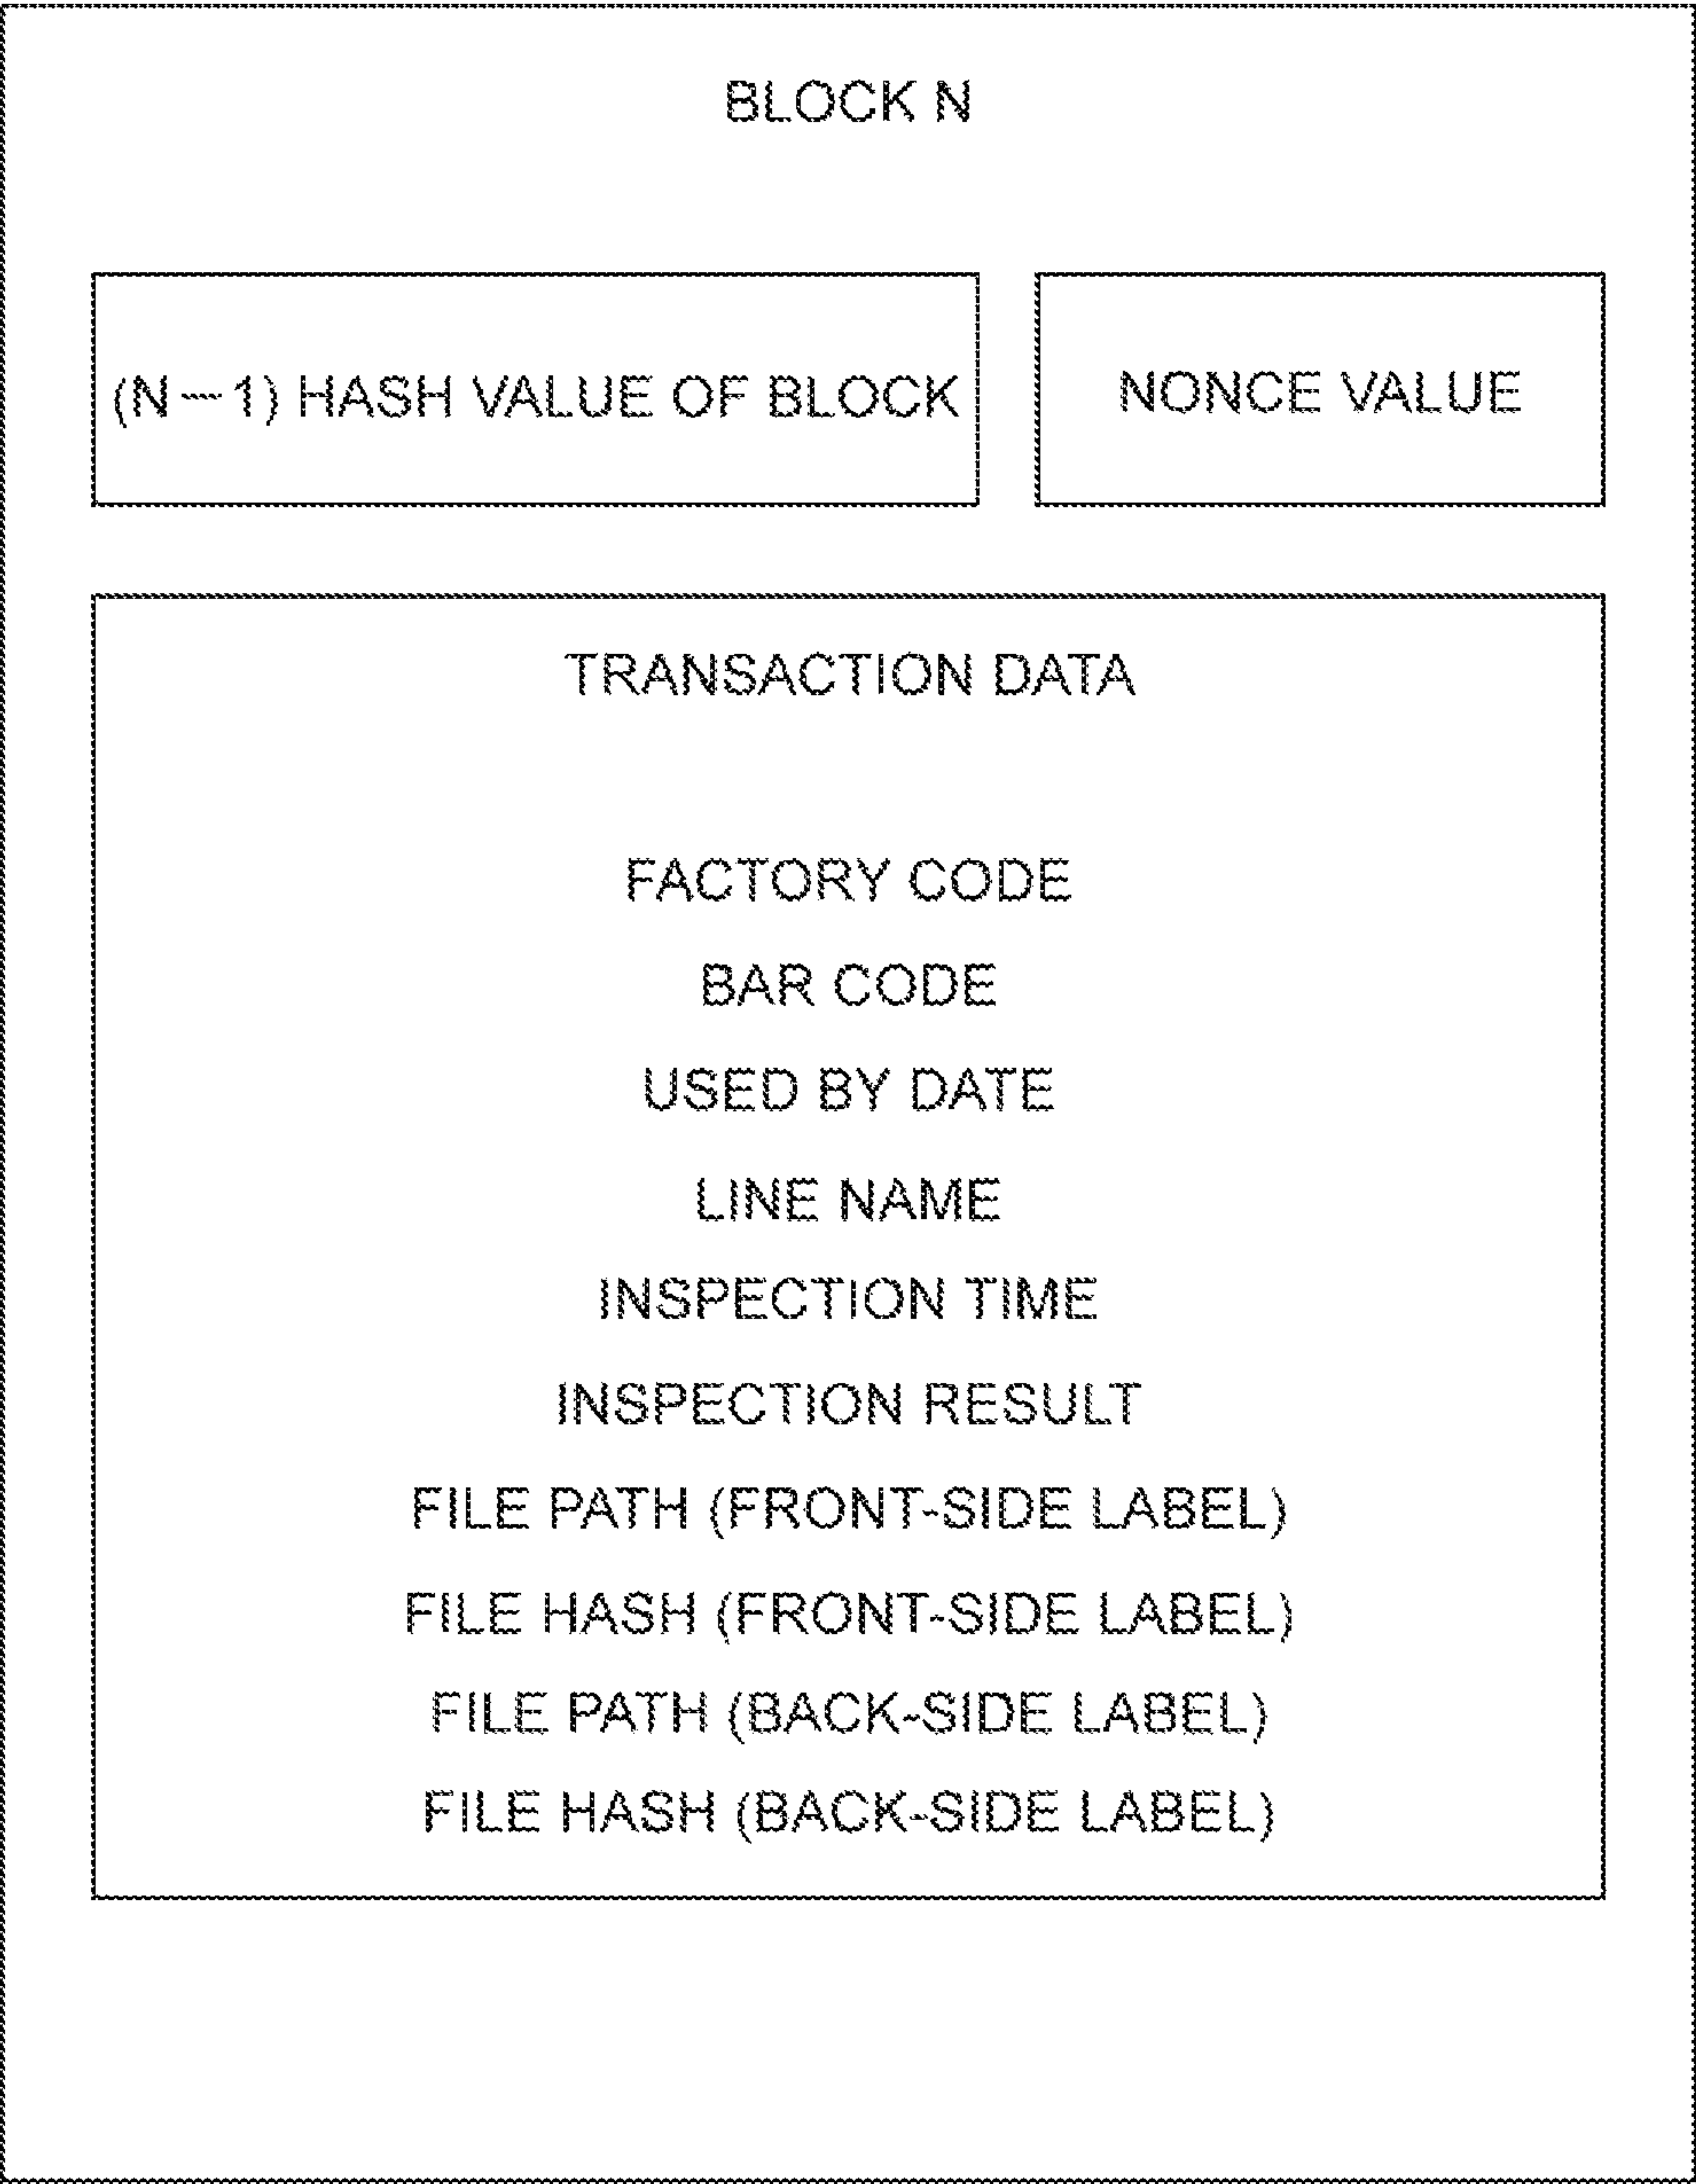 BLOCK N
(N−1) HASH VALUE OF BLOCK
NONCE VALUE
TRANSACTION DATA
FACTORY CODE
BAR CODE
USED BY DATE
LINE NAME
INSPECTION TIME
INSPECTION RESULT
FILE PATH (FRONT-SIDE LABEL)
FILE HASH (FRONT-SIDE LABEL)
FILE PATH (BACK-SIDE LABEL)
FILE HASH (BACK-SIDE LABEL)